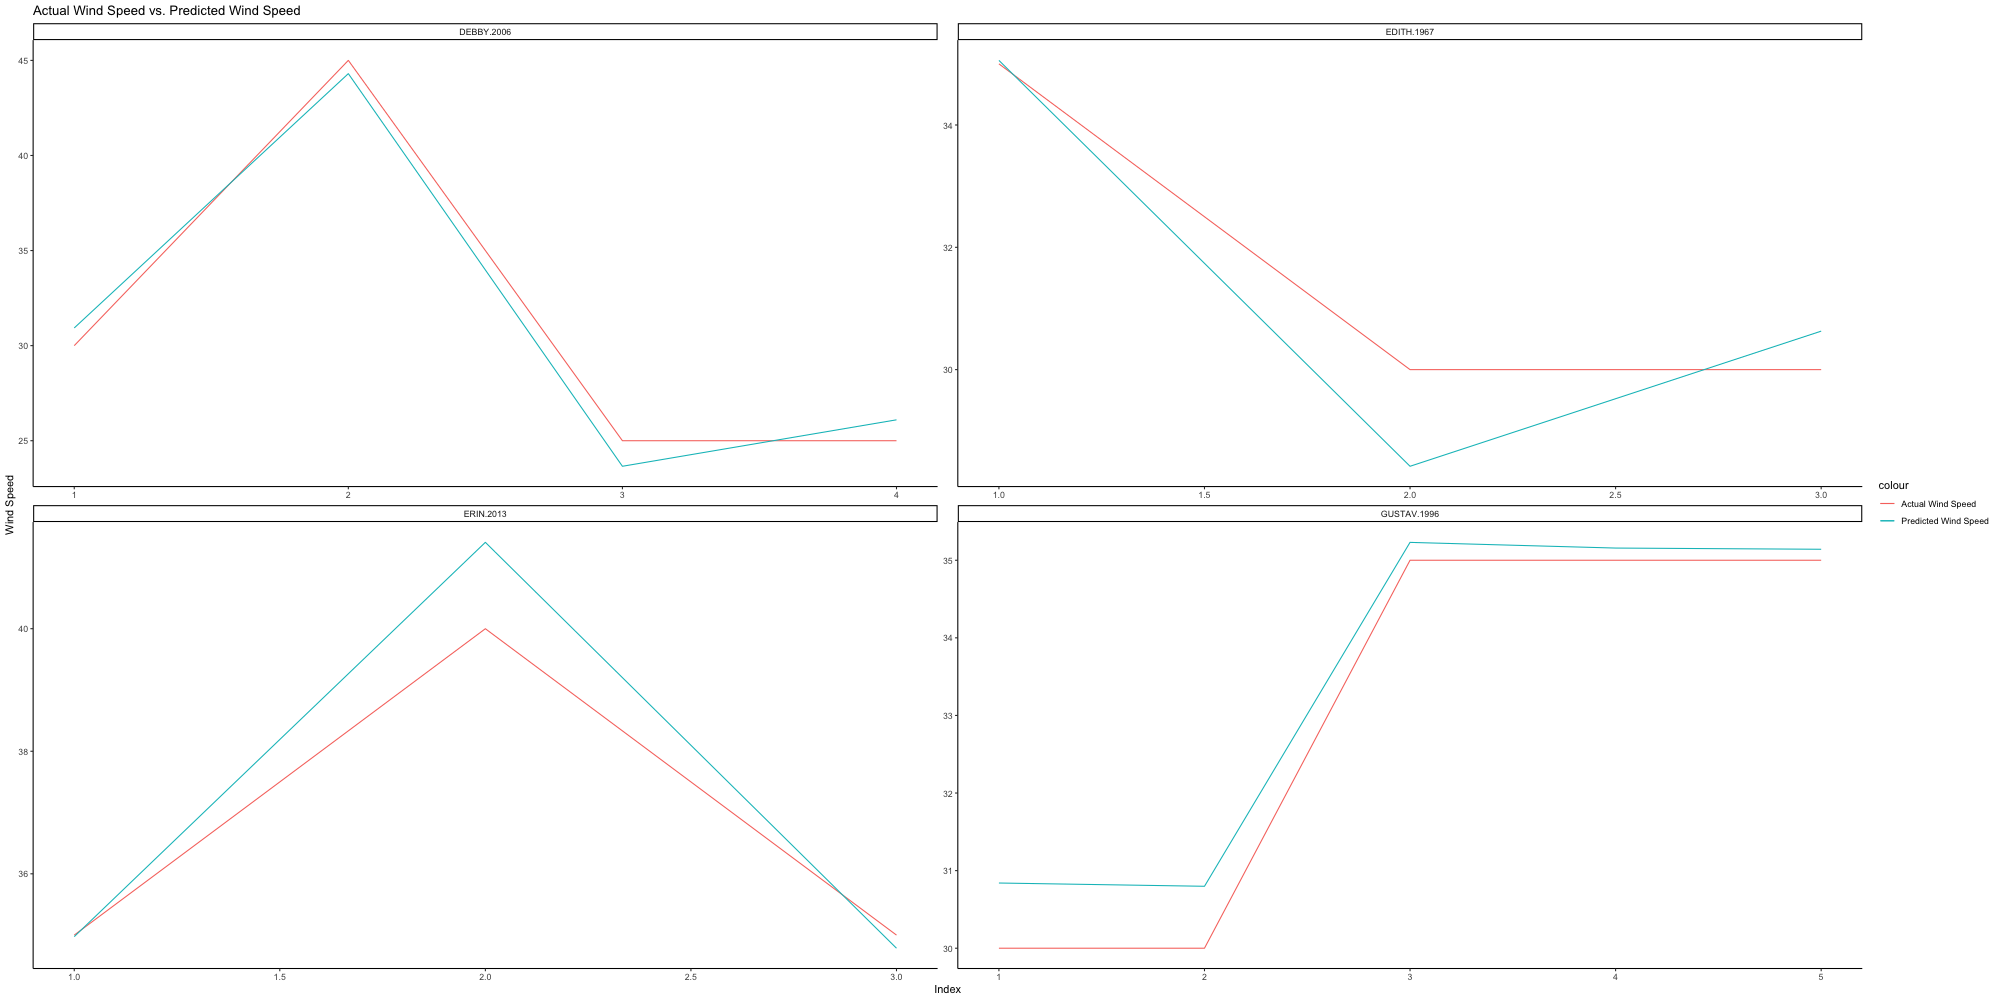 Actual Wind Speed vs. Predicted Wind Speed
DEBBY.2006
45
40
35
30
25
1 2 3 4
EDITH.1967
34
32
30
1.0 1.5 2.0 2.5 3.0
ERIN.2013
40
38
36
1.0 1.5 2.0 2.5 3.0
GUSTAV.1996
35
34
33
32
31
30
1 2 3 4 5
Wind Speed
Index
colour
Actual Wind Speed
Predicted Wind Speed